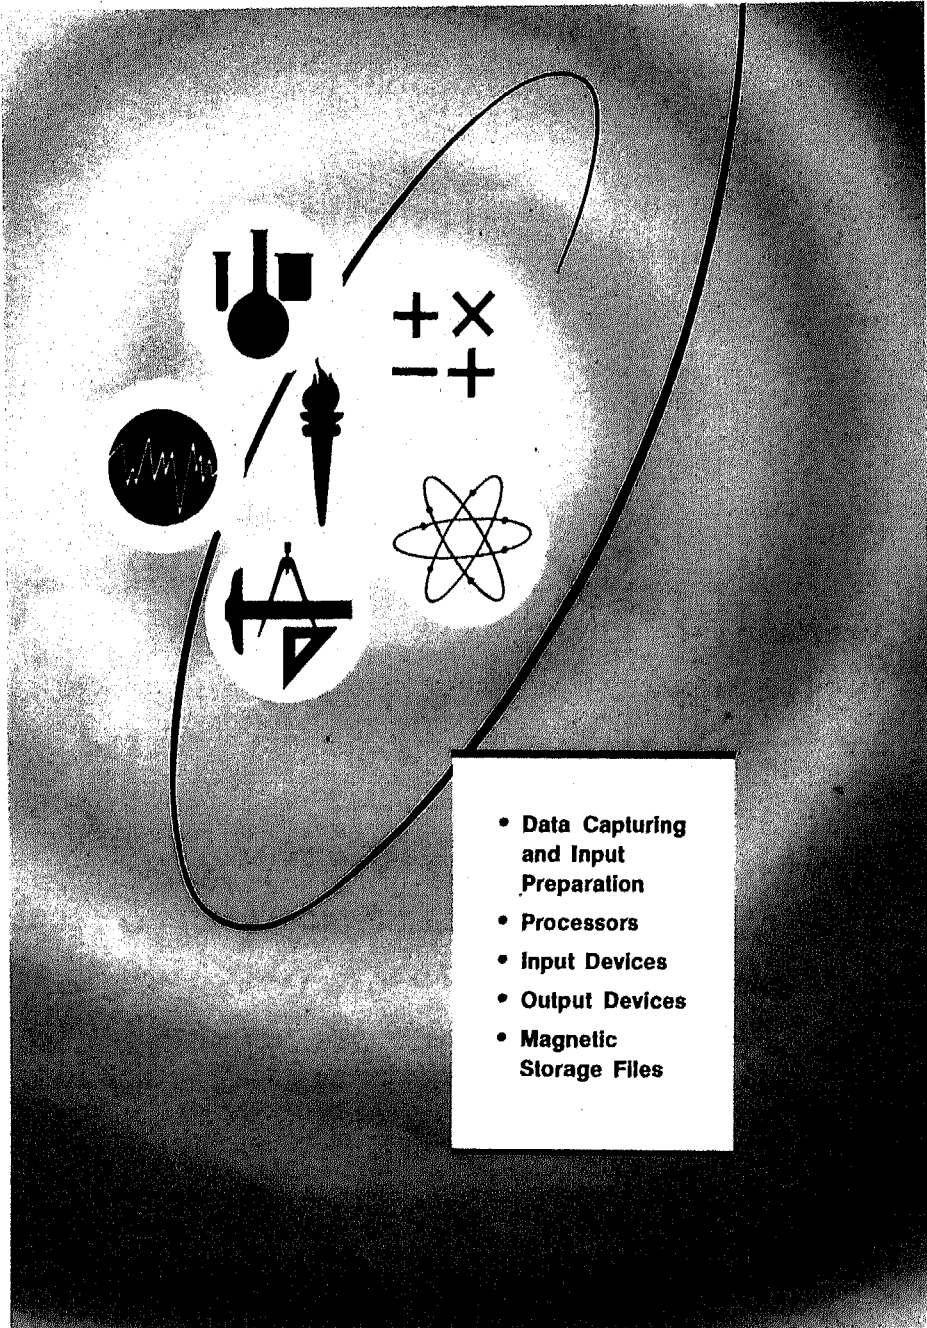 + ×
− +
• Data Capturing
and Input
Preparation
• Processors
• Input Devices
• Output Devices
• Magnetic
Storage Files